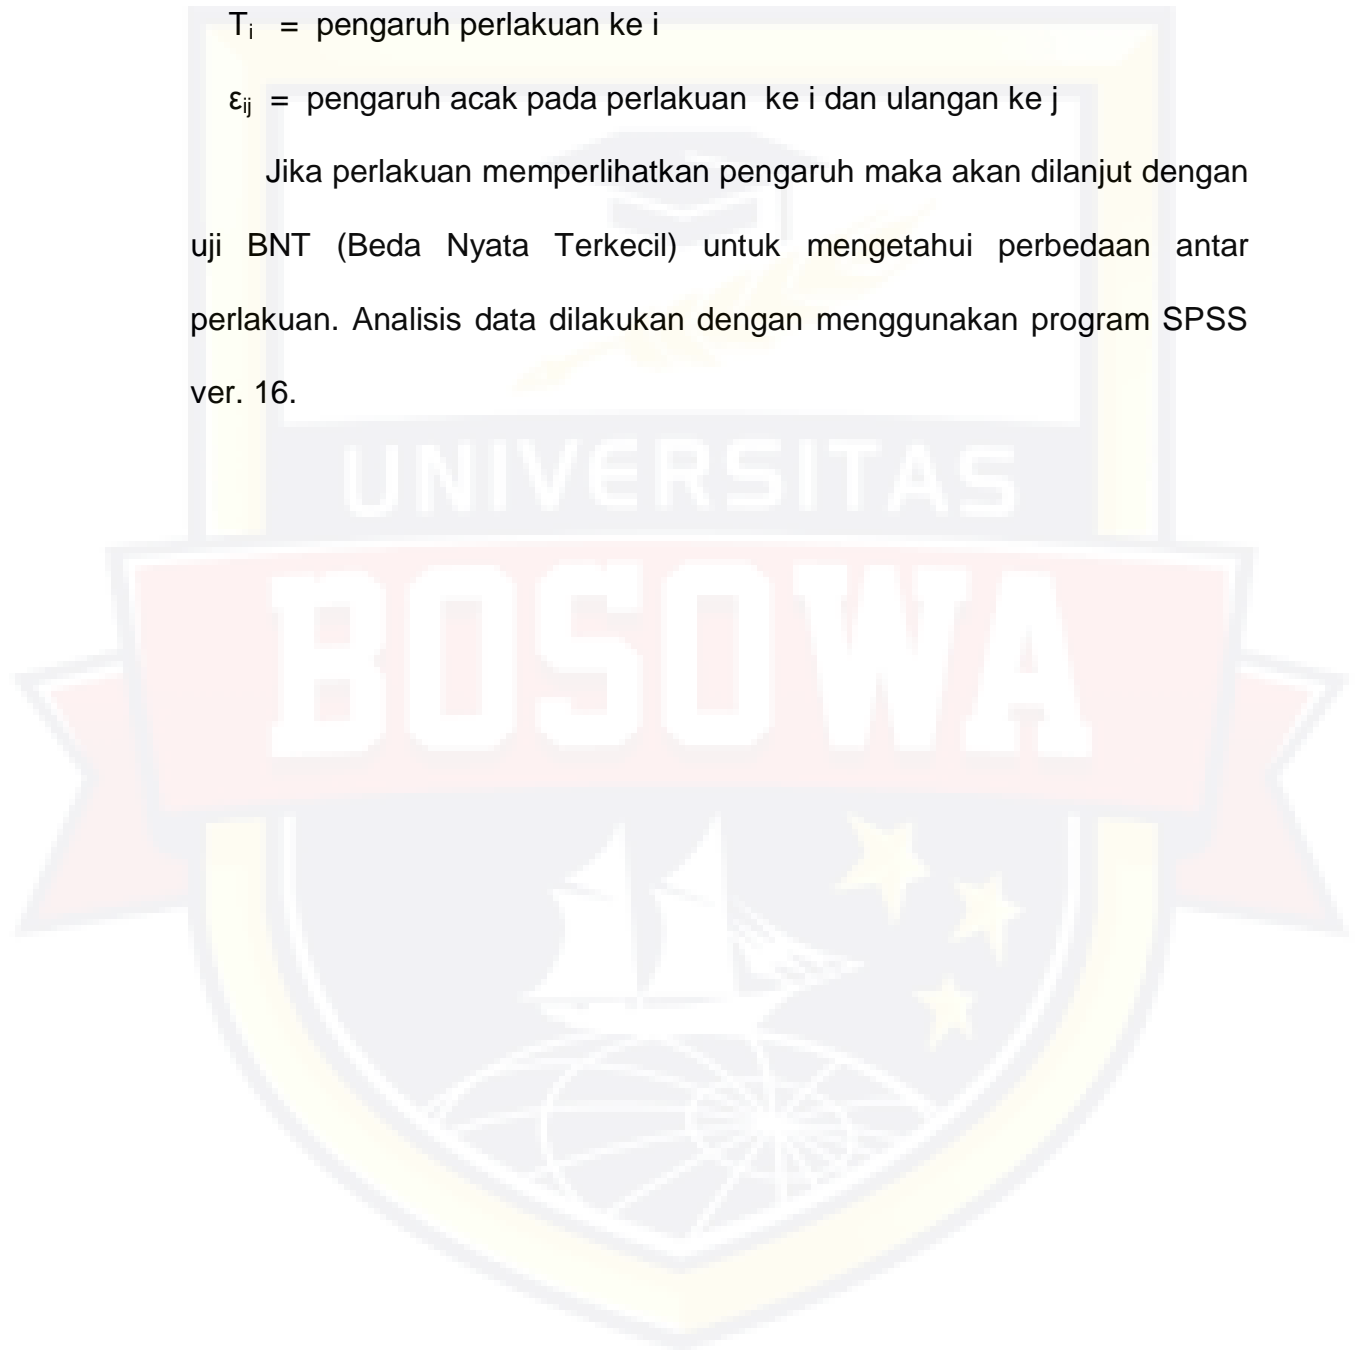 Tᵢ = pengaruh perlakuan ke i
εᵢⱼ = pengaruh acak pada perlakuan ke i dan ulangan ke j
Jika perlakuan memperlihatkan pengaruh maka akan dilanjut dengan
uji BNT (Beda Nyata Terkecil) untuk mengetahui perbedaan antar
perlakuan. Analisis data dilakukan dengan menggunakan program SPSS
ver. 16.
UNIVERSITAS
BOSOWA